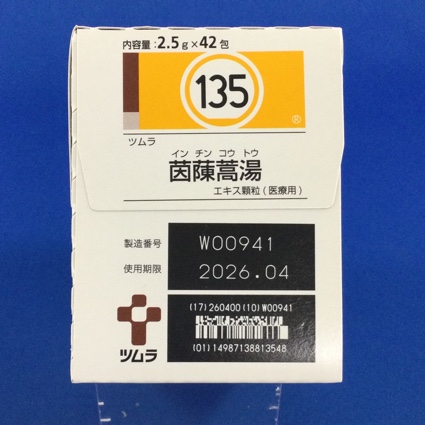 内容量:2.5g×42包
135
®
ツムラ
イン チン コウ トウ
茵蔯蒿湯
エキス顆粒(医療用)
製造番号 W00941
使用期限 2026.04
(17)260400(10)W00941
(01)14987138813548
ツムラ